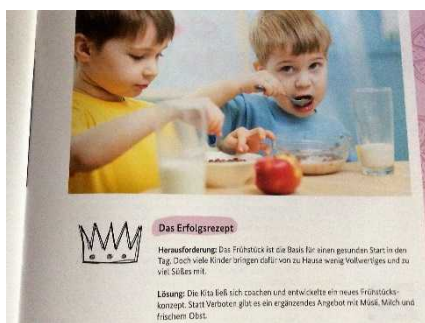 Das Erfolgsrezept
Herausforderung: Das Frühstück ist die Basis für einen gesunden Start in den
Tag. Doch viele Kinder bringen dafür von zu Hause wenig Vollwertiges und zu
viel Süßes mit.
Lösung: Die Kita ließ sich coachen und entwickelte ein neues Frühstücks-
konzept. Statt Verboten gibt es ein ergänzendes Angebot mit Müsli, Milch und
frischem Obst.